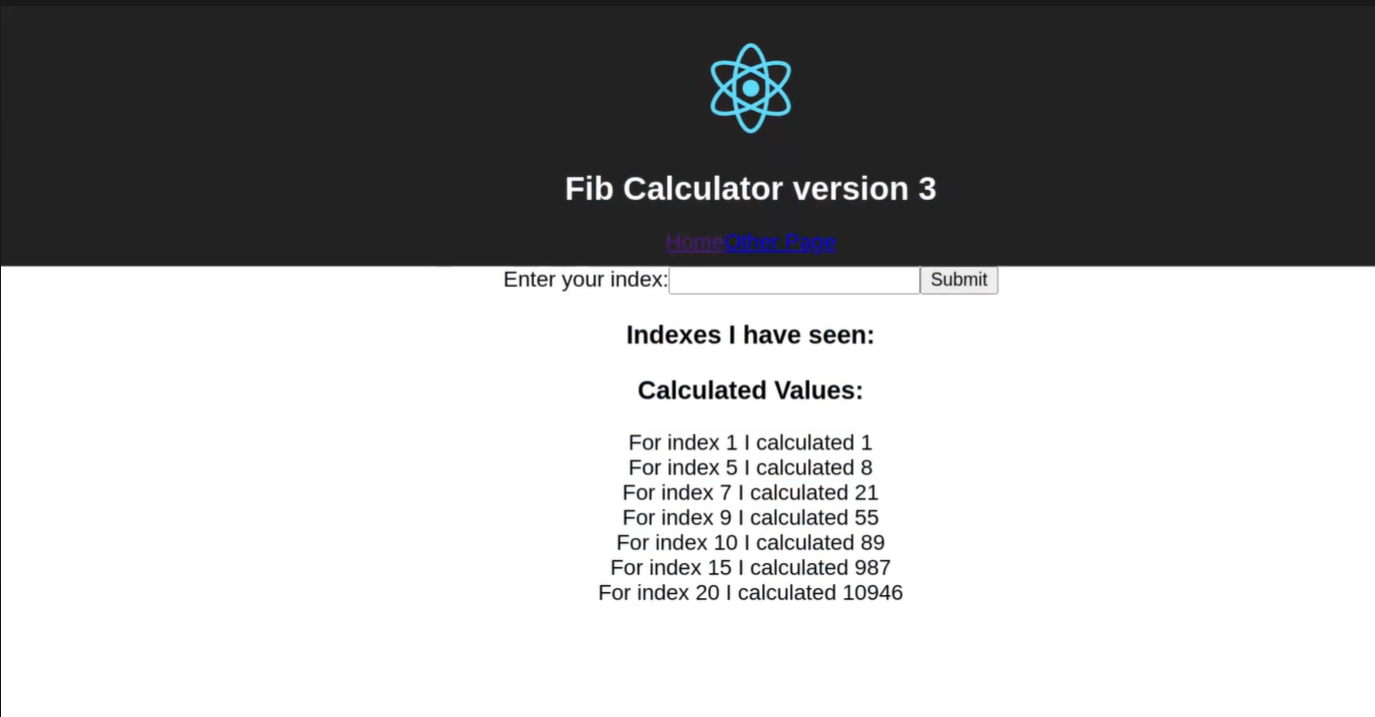 Fib Calculator version 3
HomeOther Page
Enter your index: Submit
Indexes I have seen:
Calculated Values:
For index 1 I calculated 1
For index 5 I calculated 8
For index 7 I calculated 21
For index 9 I calculated 55
For index 10 I calculated 89
For index 15 I calculated 987
For index 20 I calculated 10946